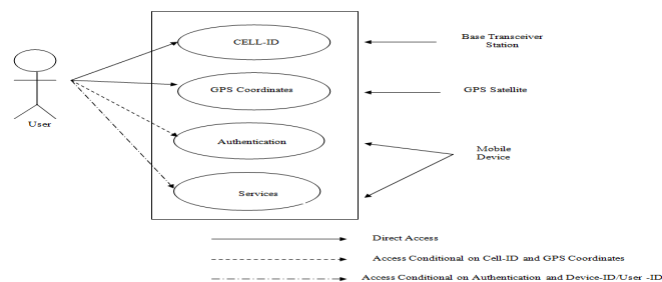 CELL-ID
Base Transceiver
Station
GPS Coordinates
GPS Satellite
User
Authentication
Mobile
Device
Services
Direct Access
Access Conditional on Cell-ID and GPS Coordinates
Access Conditional on Authentication and Device-ID/User -ID